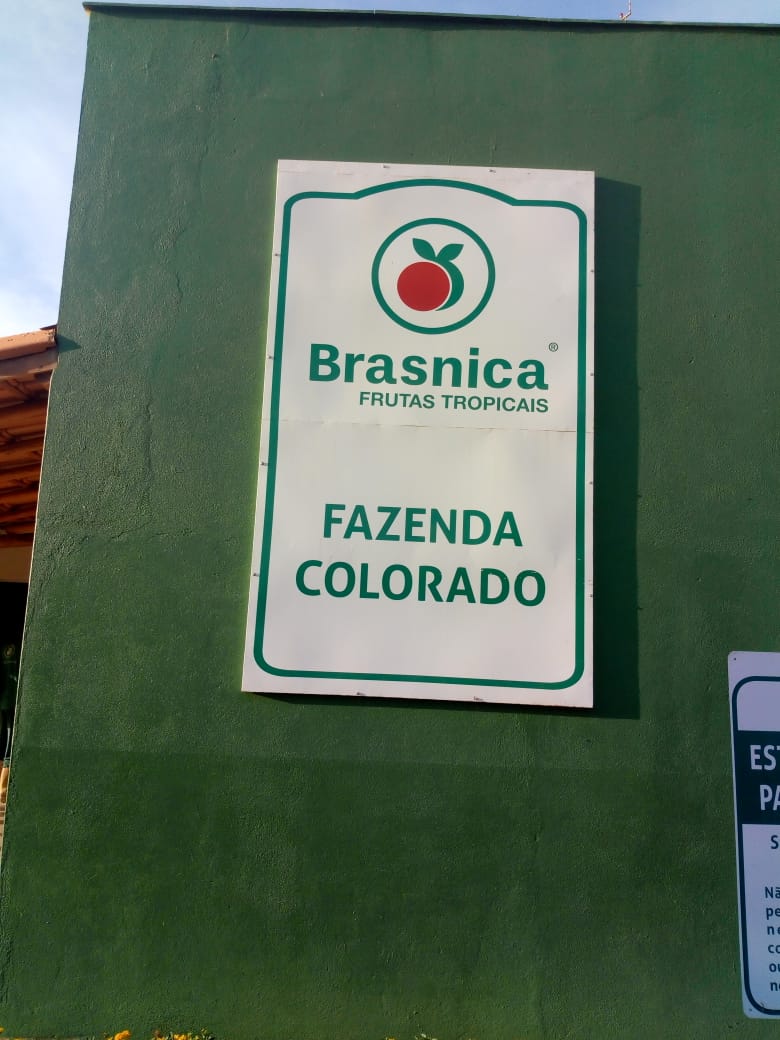 Brasnica®
FRUTAS TROPICAIS
FAZENDA
COLORADO